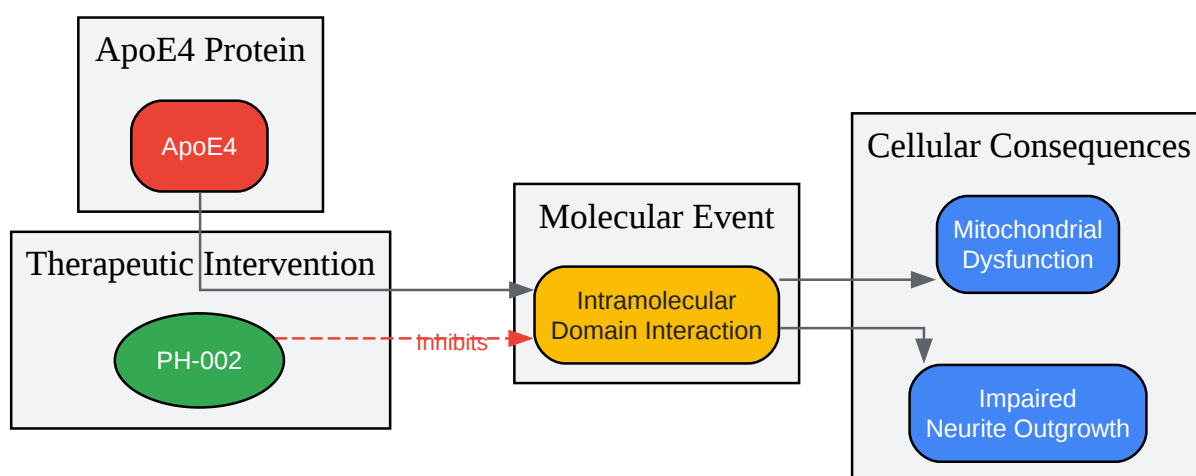 ApoE4 Protein
ApoE4
Therapeutic Intervention
PH-002
Inhibits
Molecular Event
Intramolecular
Domain Interaction
Cellular Consequences
Mitochondrial
Dysfunction
Impaired
Neurite Outgrowth